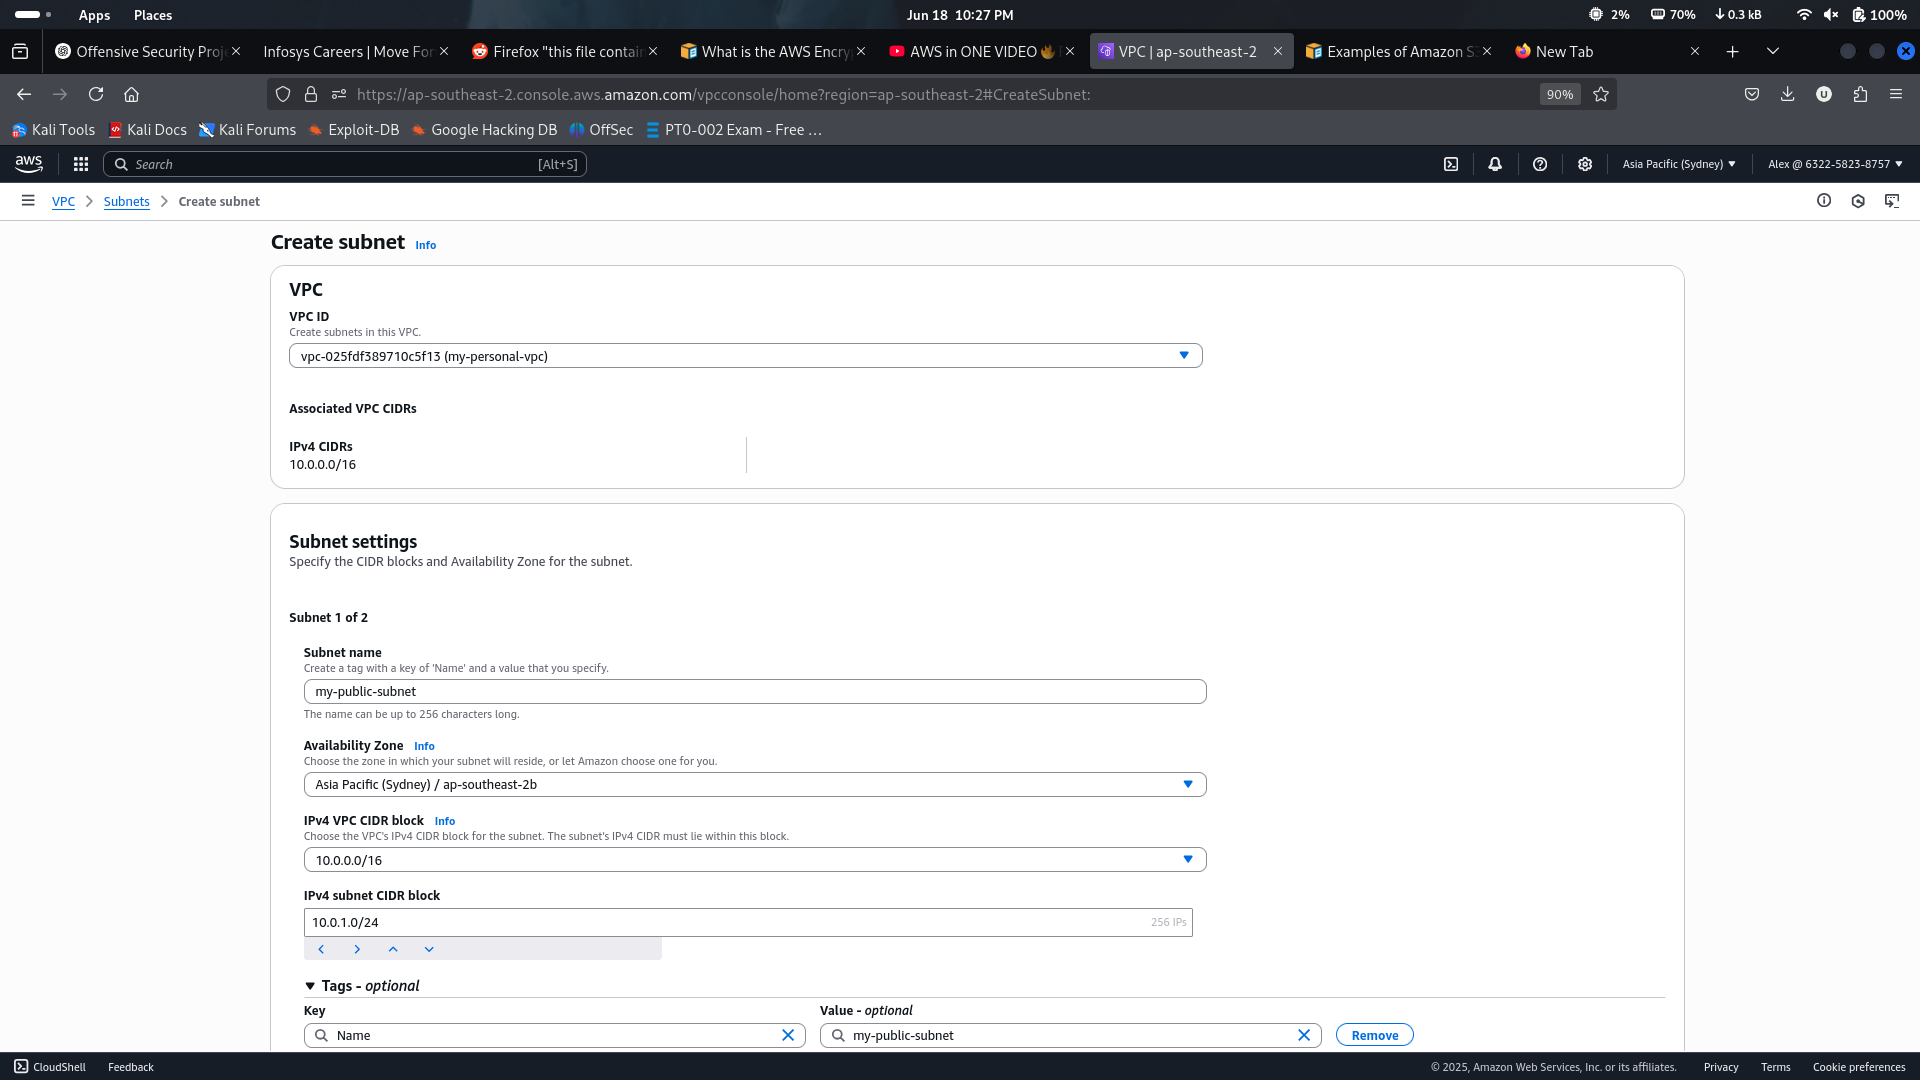 Apps Places Jun 18 10:27 PM 2% 70% 0.3 kB 100%
Offensive Security Proje Infosys Careers | Move For Firefox "this file contain What is the AWS Encryp AWS in ONE VIDEO VPC | ap-southeast-2 Examples of Amazon S3 New Tab
https://ap-southeast-2.console.aws.amazon.com/vpcconsole/home?region=ap-southeast-2#CreateSubnet: 90% U
Kali Tools Kali Docs Kali Forums Exploit-DB Google Hacking DB OffSec PT0-002 Exam - Free …
aws Search [Alt+S] Asia Pacific (Sydney) Alex @ 6322-5823-8757
VPC Subnets Create subnet
Create subnet Info
VPC
VPC ID
Create subnets in this VPC.
vpc-025fdf389710c5f13 (my-personal-vpc)
Associated VPC CIDRs
IPv4 CIDRs
10.0.0.0/16
Subnet settings
Specify the CIDR blocks and Availability Zone for the subnet.
Subnet 1 of 2
Subnet name
Create a tag with a key of 'Name' and a value that you specify.
my-public-subnet
The name can be up to 256 characters long.
Availability Zone Info
Choose the zone in which your subnet will reside, or let Amazon choose one for you.
Asia Pacific (Sydney) / ap-southeast-2b
IPv4 VPC CIDR block Info
Choose the VPC's IPv4 CIDR block for the subnet. The subnet's IPv4 CIDR must lie within this block.
10.0.0.0/16
IPv4 subnet CIDR block
10.0.1.0/24 256 IPs
Tags - optional
Key Value - optional
Name my-public-subnet Remove
CloudShell Feedback © 2025, Amazon Web Services, Inc. or its affiliates. Privacy Terms Cookie preferences